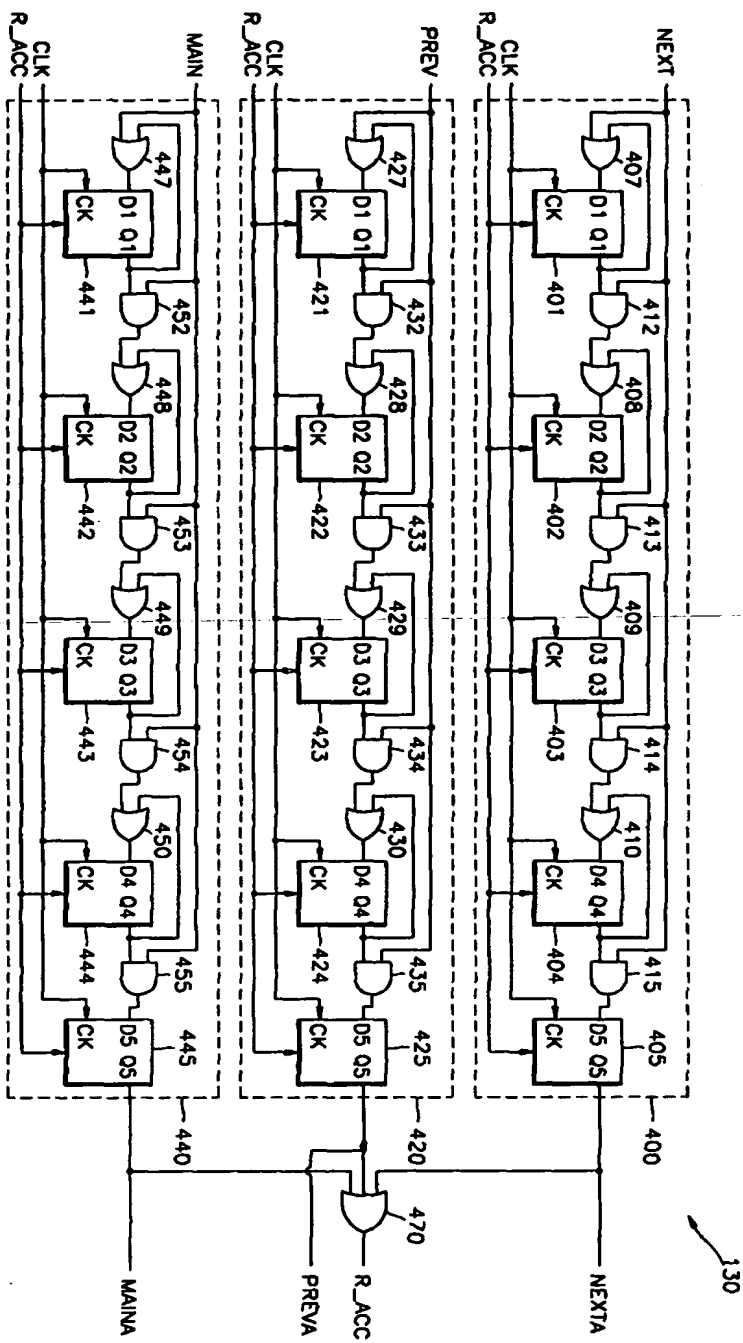 130
NEXT
407
412
408
413
409
414
410
415
D1 Q1
D2 Q2
D3 Q3
D4 Q4
D5 Q5
CK
CK
CK
CK
CK
401
402
403
404
405
CLK
R_ACC
400
NEXTA
PREV
427
432
428
433
429
434
430
435
D1 Q1
D2 Q2
D3 Q3
D4 Q4
D5 Q5
CK
CK
CK
CK
CK
421
422
423
424
425
CLK
R_ACC
420
470
R_ACC
PREVA
MAIN
447
452
448
453
449
454
450
455
D1 Q1
D2 Q2
D3 Q3
D4 Q4
D5 Q5
CK
CK
CK
CK
CK
441
442
443
444
445
CLK
R_ACC
440
MAINA